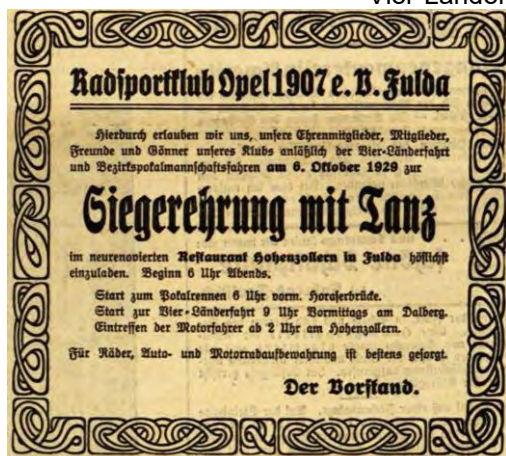 Vier Länder
Radsportklub Opel 1907 e. V. Fulda
Hierdurch erlauben wir uns, unsere Ehrenmitglieder, Mitglieder,
Freunde und Gönner unseres Klubs anläßlich der Vier-Länderfahrt
und Bezirkspokalmannschaftsfahren am 6. Oktober 1929 zur
Siegerehrung mit Tanz
im neurenovierten Restaurant Hohenzollern in Fulda höflichst
einzuladen. Beginn 6 Uhr Abends.
Start zum Pokalrennen 6 Uhr vorm. Horaserbrücke.
Start zur Vier-Länderfahrt 9 Uhr Vormittags am Dalberg.
Eintreffen der Motorfahrer ab 2 Uhr am Hohenzollern.
Für Räder, Auto- und Motorradaufbewahrung ist bestens gesorgt.
Der Vorstand.